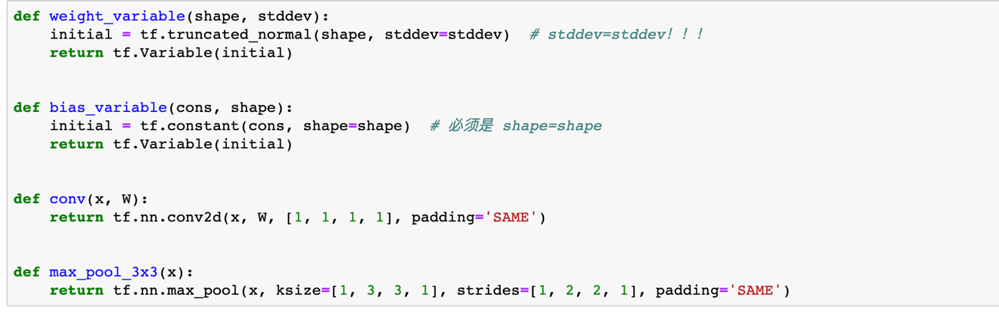 def weight_variable(shape, stddev):
    initial = tf.truncated_normal(shape, stddev=stddev)  # stddev=stddev！！！
    return tf.Variable(initial)
def bias_variable(cons, shape):
    initial = tf.constant(cons, shape=shape)  # 必须是 shape=shape
    return tf.Variable(initial)
def conv(x, W):
    return tf.nn.conv2d(x, W, [1, 1, 1, 1], padding='SAME')
def max_pool_3x3(x):
    return tf.nn.max_pool(x, ksize=[1, 3, 3, 1], strides=[1, 2, 2, 1], padding='SAME')